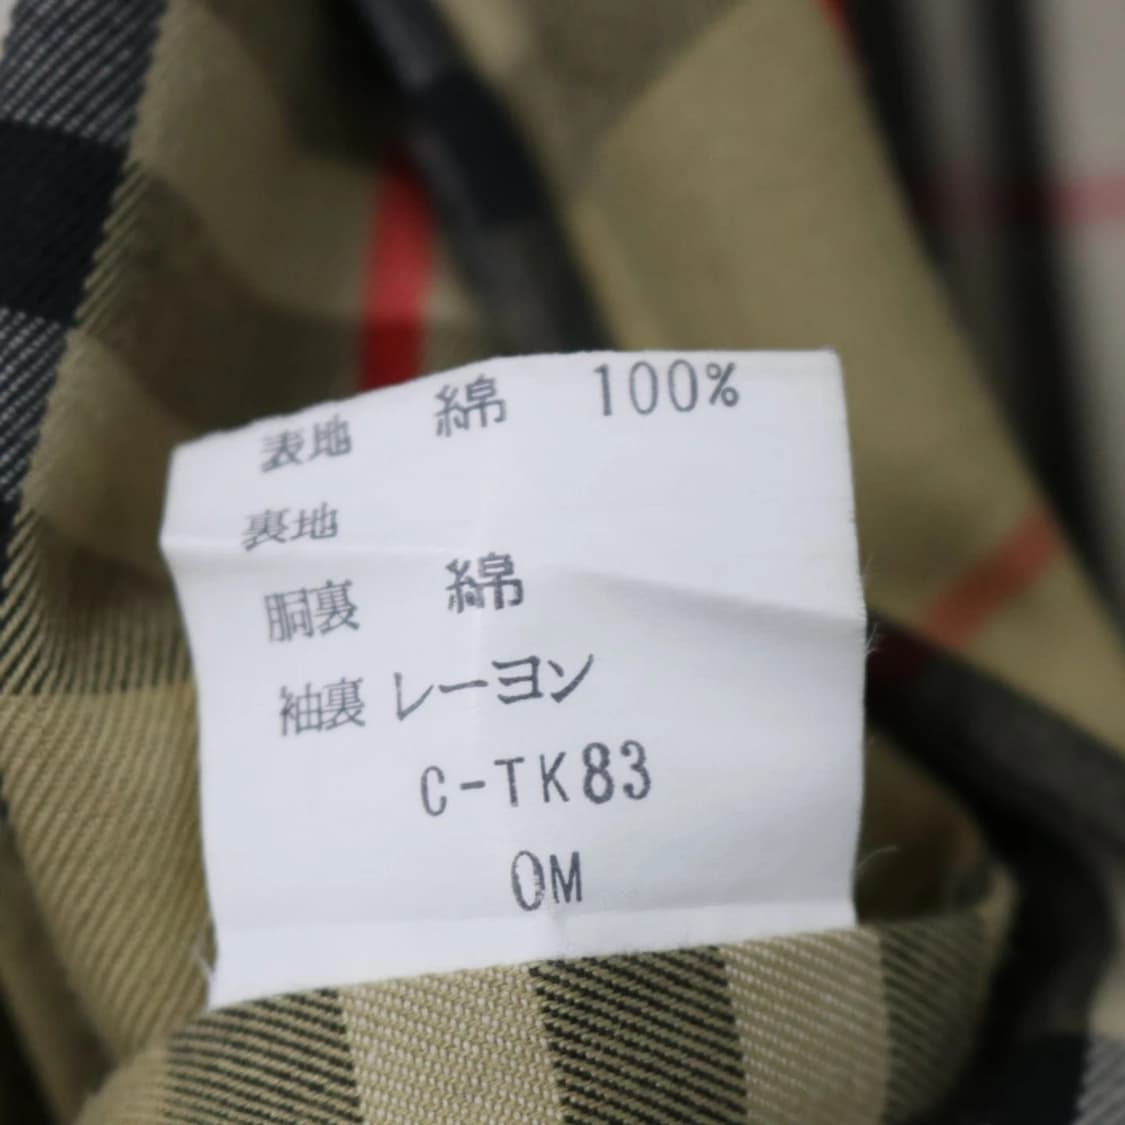 表地 綿 100%
裏地
胴裏 綿
袖裏 レーヨン
C-TK83
OM